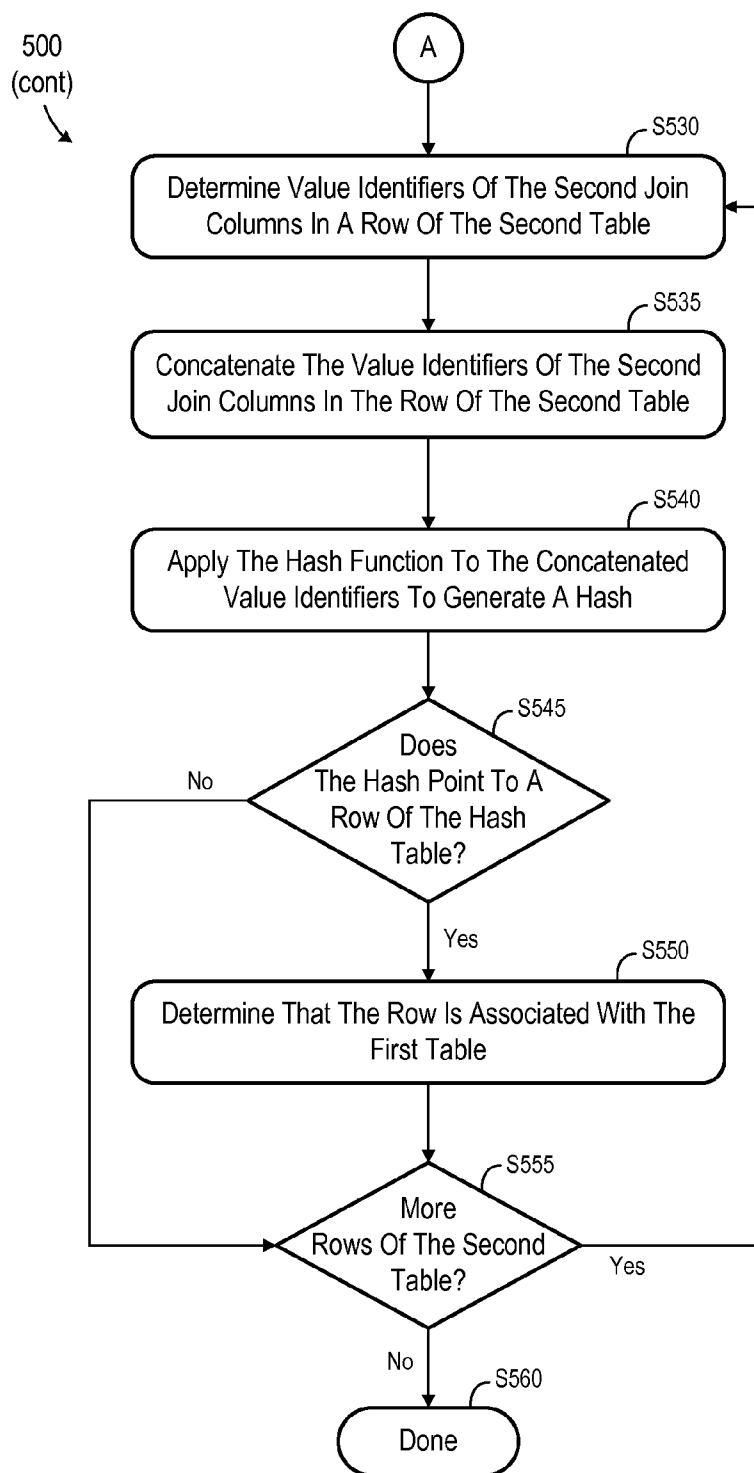 500
(cont)
A
S530
Determine Value Identifiers Of The Second Join
Columns In A Row Of The Second Table
S535
Concatenate The Value Identifiers Of The Second
Join Columns In The Row Of The Second Table
S540
Apply The Hash Function To The Concatenated
Value Identifiers To Generate A Hash
S545
Does
The Hash Point To A
Row Of The Hash
Table?
No
Yes
S550
Determine That The Row Is Associated With The
First Table
S555
More
Rows Of The Second
Table?
Yes
No
S560
Done